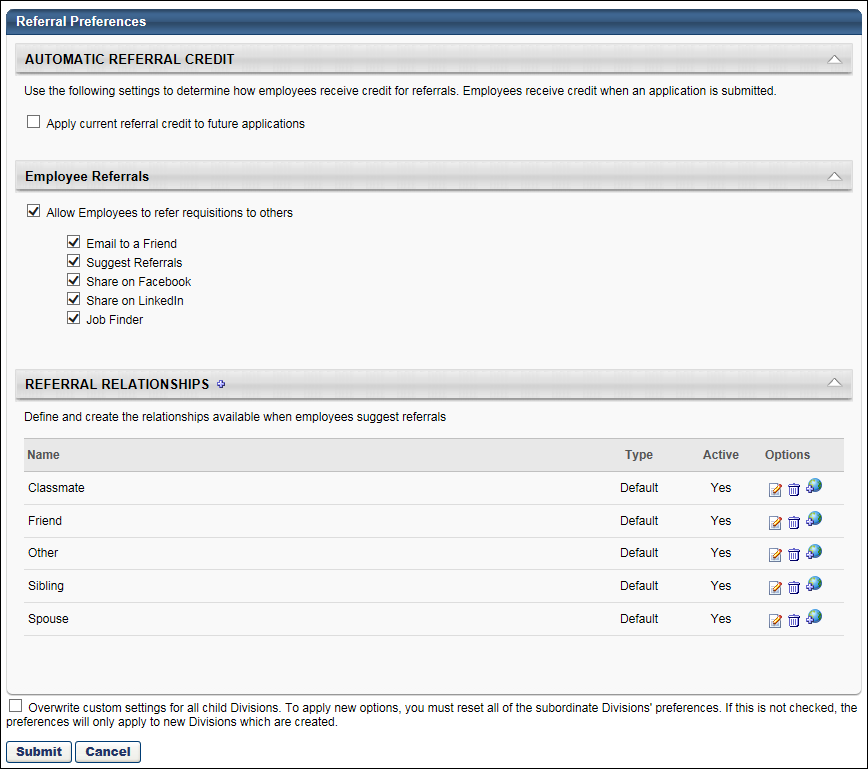 Referral Preferences
AUTOMATIC REFERRAL CREDIT
Use the following settings to determine how employees receive credit for referrals. Employees receive credit when an application is submitted.
Apply current referral credit to future applications
Employee Referrals
Allow Employees to refer requisitions to others
Email to a Friend
Suggest Referrals
Share on Facebook
Share on LinkedIn
Job Finder
REFERRAL RELATIONSHIPS
Define and create the relationships available when employees suggest referrals
Name Type Active Options
Classmate Default Yes
Friend Default Yes
Other Default Yes
Sibling Default Yes
Spouse Default Yes
Overwrite custom settings for all child Divisions. To apply new options, you must reset all of the subordinate Divisions' preferences. If this is not checked, the
preferences will only apply to new Divisions which are created.
Submit Cancel